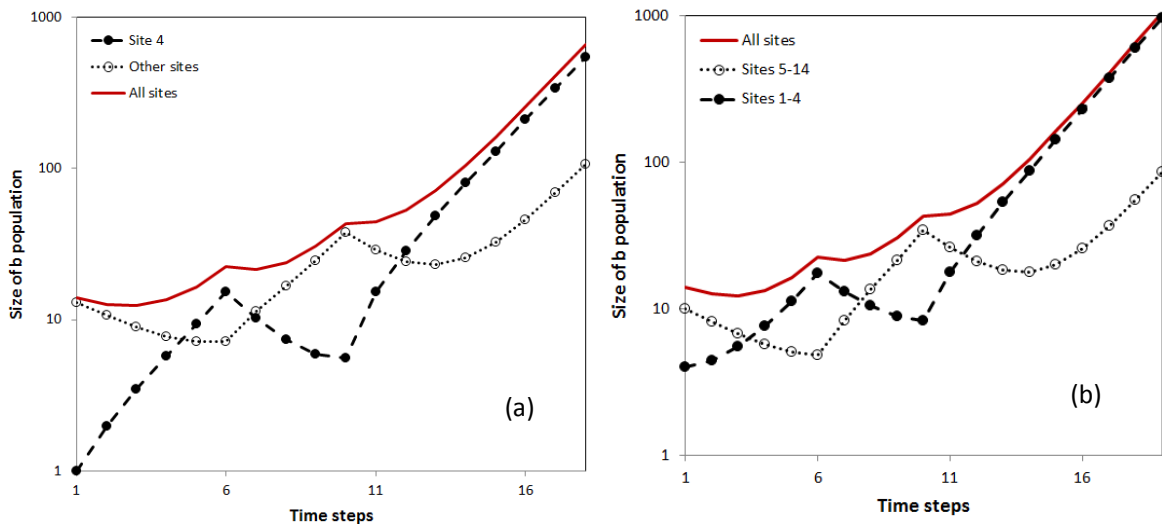 1000
100
10
1
Size of b population
Site 4
Other sites
All sites
(a)
1
6
11
16
Time steps
1000
100
10
1
Size of b population
All sites
Sites 5-14
Sites 1-4
(b)
1
6
11
16
Time steps